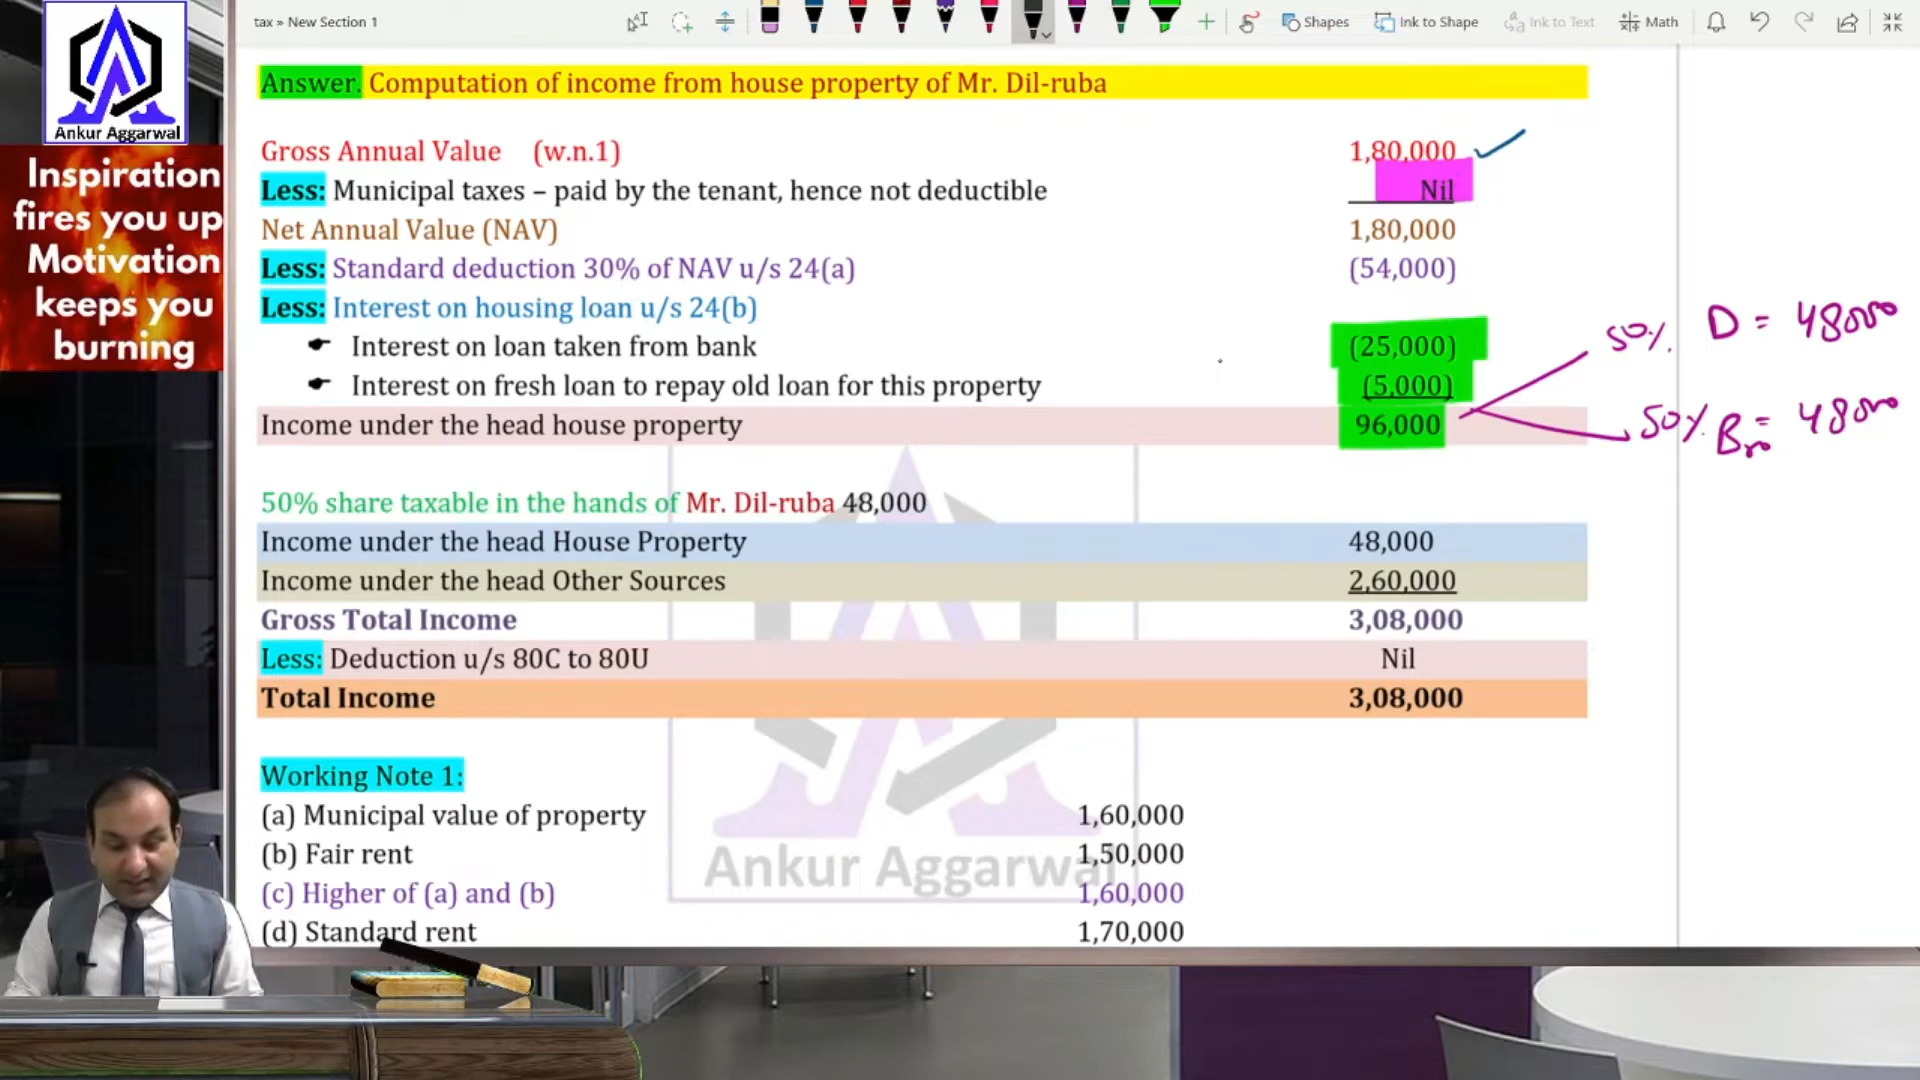 tax » New Section 1
Shapes
Ink to Shape
Ink to Text
Math
Ankur Aggarwal
Inspiration
fires you up
Motivation
keeps you
burning
Answer. Computation of income from house property of Mr. Dil-ruba
Gross Annual Value (w.n.1) 1,80,000
Less: Municipal taxes – paid by the tenant, hence not deductible Nil
Net Annual Value (NAV) 1,80,000
Less: Standard deduction 30% of NAV u/s 24(a) (54,000)
Less: Interest on housing loan u/s 24(b)
Interest on loan taken from bank (25,000)
50% D = 48000
Interest on fresh loan to repay old loan for this property (5,000)
Income under the head house property 96,000
50% Bro = 48000
50% share taxable in the hands of Mr. Dil-ruba 48,000
Income under the head House Property 48,000
Income under the head Other Sources 2,60,000
Gross Total Income 3,08,000
Less: Deduction u/s 80C to 80U Nil
Total Income 3,08,000
Working Note 1:
(a) Municipal value of property 1,60,000
(b) Fair rent 1,50,000
(c) Higher of (a) and (b) 1,60,000
(d) Standard rent 1,70,000
Ankur Aggarwal